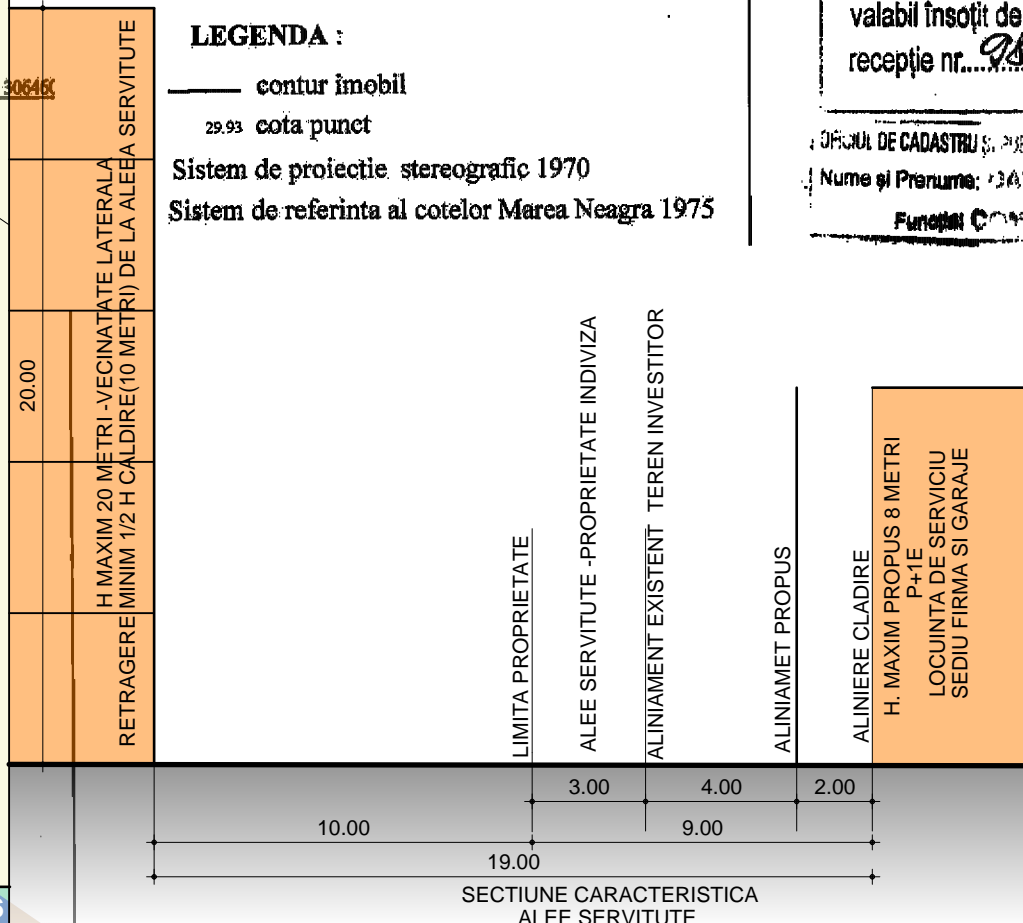 LEGENDA :
contur imobil
29.93 cota punct
Sistem de proiectie stereografic 1970
Sistem de referinta al cotelor Marea Neagra 1975
valabil însoțit de
recepție nr....
DE CADASTRU
Nume și Prenume:
H MAXIM 20 METRI -VECINATATE LATERALA
RETRAGERE MINIM 1/2 H CALDIRE(10 METRI) DE LA ALEEA SERVITUTE
20.00
LIMITA PROPRIETATE
ALEE SERVITUTE -PROPRIETATE INDIVIZA
ALINIAMENT EXISTENT TEREN INVESTITOR
ALINIAMET PROPUS
ALINIERE CLADIRE
H. MAXIM PROPUS 8 METRI
P+1E
LOCUINTA DE SERVICIU
SEDIU FIRMA SI GARAJE
3.00 4.00 2.00
10.00 9.00
19.00
SECTIUNE CARACTERISTICA
ALEE SERVITUTE